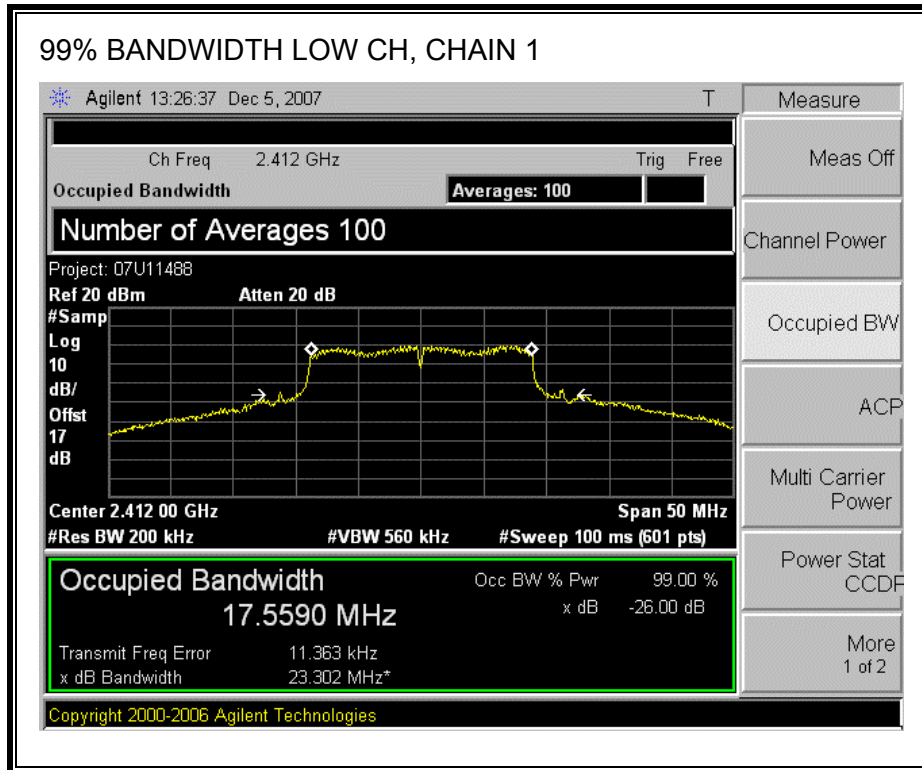 99% BANDWIDTH LOW CH, CHAIN 1
Agilent 13:26:37 Dec 5, 2007 T
Measure
Ch Freq 2.412 GHz Trig Free
Occupied Bandwidth Averages: 100
Number of Averages 100
Project: 07U11488
Ref 20 dBm Atten 20 dB
#Samp
Log
10
dB/
Offst
17
dB
Center 2.412 00 GHz Span 50 MHz
#Res BW 200 kHz #VBW 560 kHz #Sweep 100 ms (601 pts)
Occupied Bandwidth Occ BW % Pwr 99.00 %
17.5590 MHz x dB -26.00 dB
Transmit Freq Error 11.363 kHz
x dB Bandwidth 23.302 MHz*
Meas Off
Channel Power
Occupied BW
ACP
Multi Carrier
Power
Power Stat
CCDF
More
1 of 2
Copyright 2000-2006 Agilent Technologies